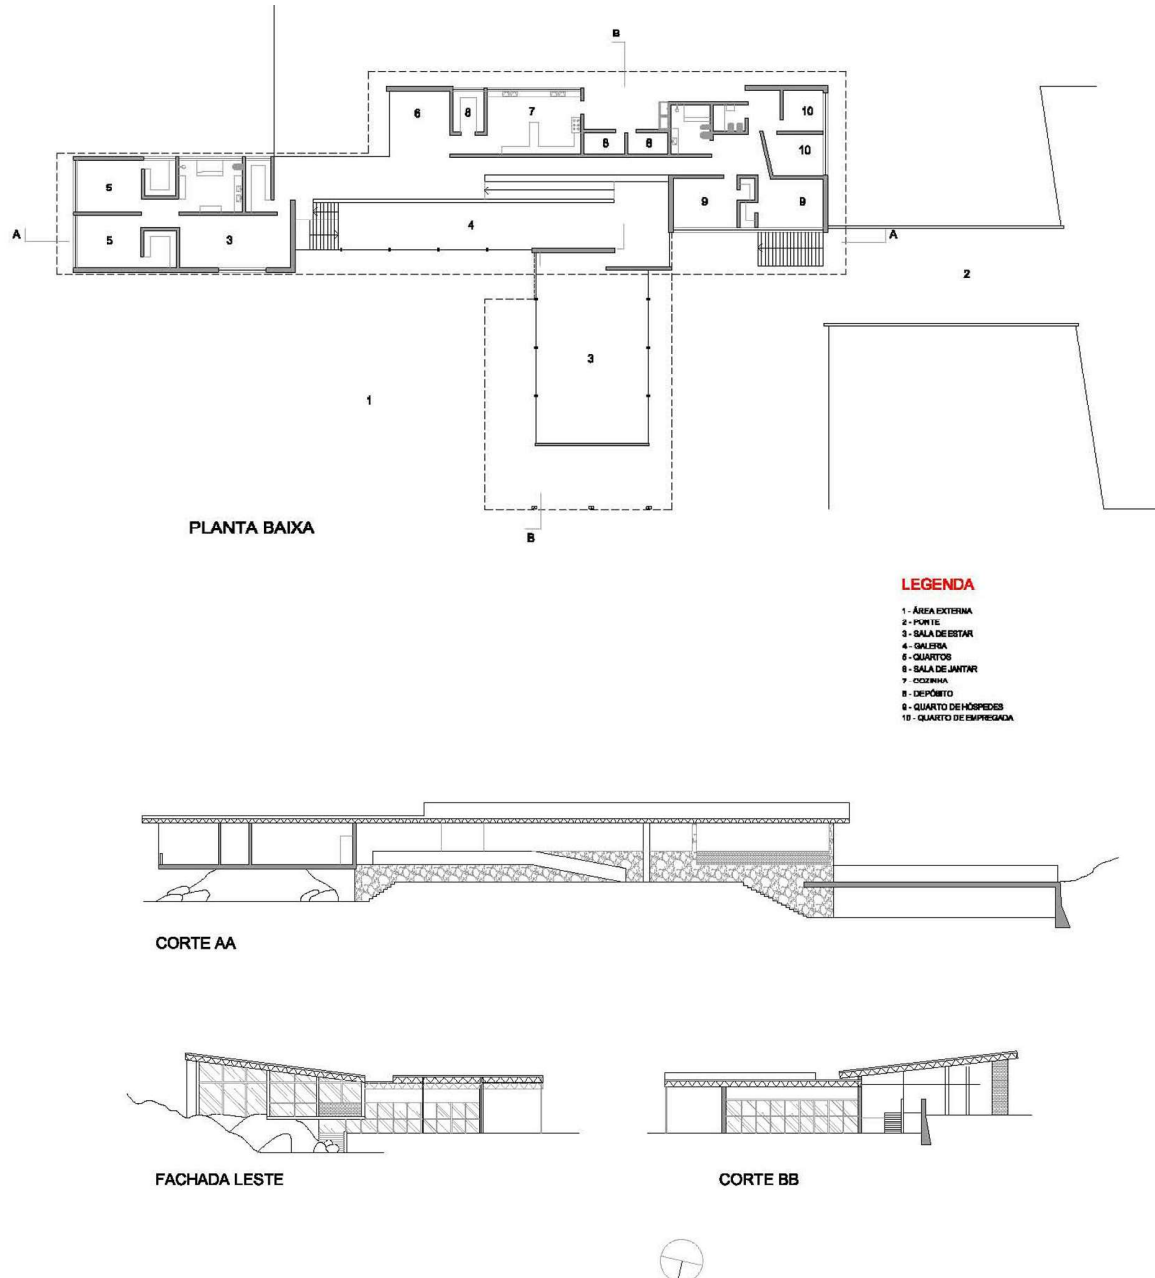 B
6
8
7
10
8
8
10
5
9
9
4
A
5
3
A
2
3
1
PLANTA BAIXA
B
LEGENDA
1 - ÁREA EXTERNA
2 - PONTE
3 - SALA DE ESTAR
4 - GALERIA
5 - QUARTOS
6 - SALA DE JANTAR
7 - COZINHA
8 - DEPÓSITO
9 - QUARTO DE HÓSPEDES
10 - QUARTO DE EMPREGADA
CORTE AA
FACHADA LESTE
CORTE BB